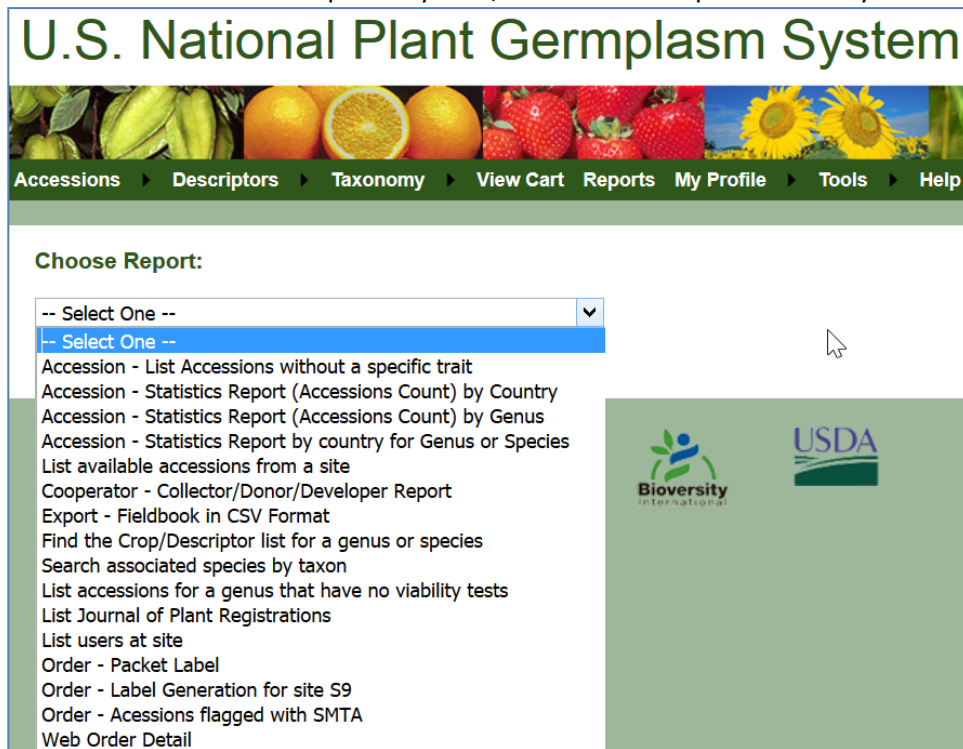 U.S. National Plant Germplasm System
Accessions Descriptors Taxonomy View Cart Reports My Profile Tools Help
Choose Report:
-- Select One --
-- Select One --
Accession - List Accessions without a specific trait
Accession - Statistics Report (Accessions Count) by Country
Accession - Statistics Report (Accessions Count) by Genus
Accession - Statistics Report by country for Genus or Species
List available accessions from a site
Cooperator - Collector/Donor/Developer Report
Export - Fieldbook in CSV Format
Find the Crop/Descriptor list for a genus or species
Search associated species by taxon
List accessions for a genus that have no viability tests
List Journal of Plant Registrations
List users at site
Order - Packet Label
Order - Label Generation for site S9
Order - Acessions flagged with SMTA
Web Order Detail
Bioversity
International
USDA